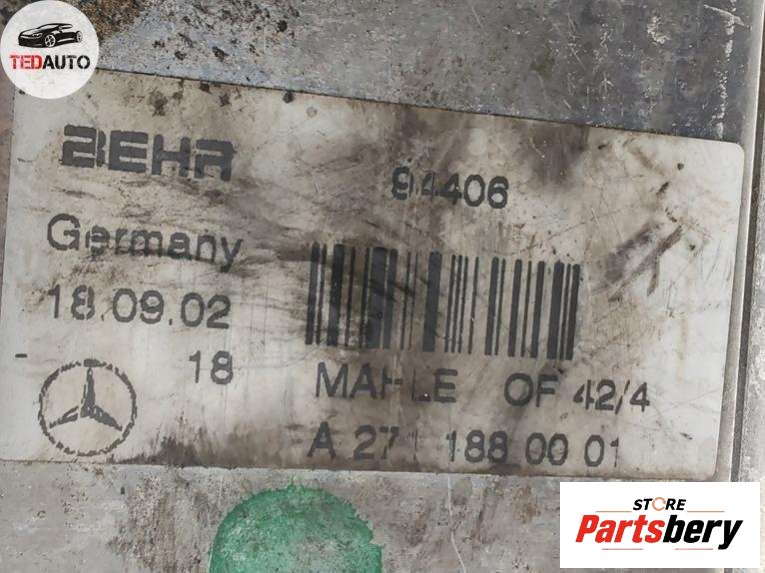 TEDAUTO
BEHR 94406
Germany
18.09.02
18
MAHLE OF 42/4
A 271 188 00 01
STORE
Partsbery